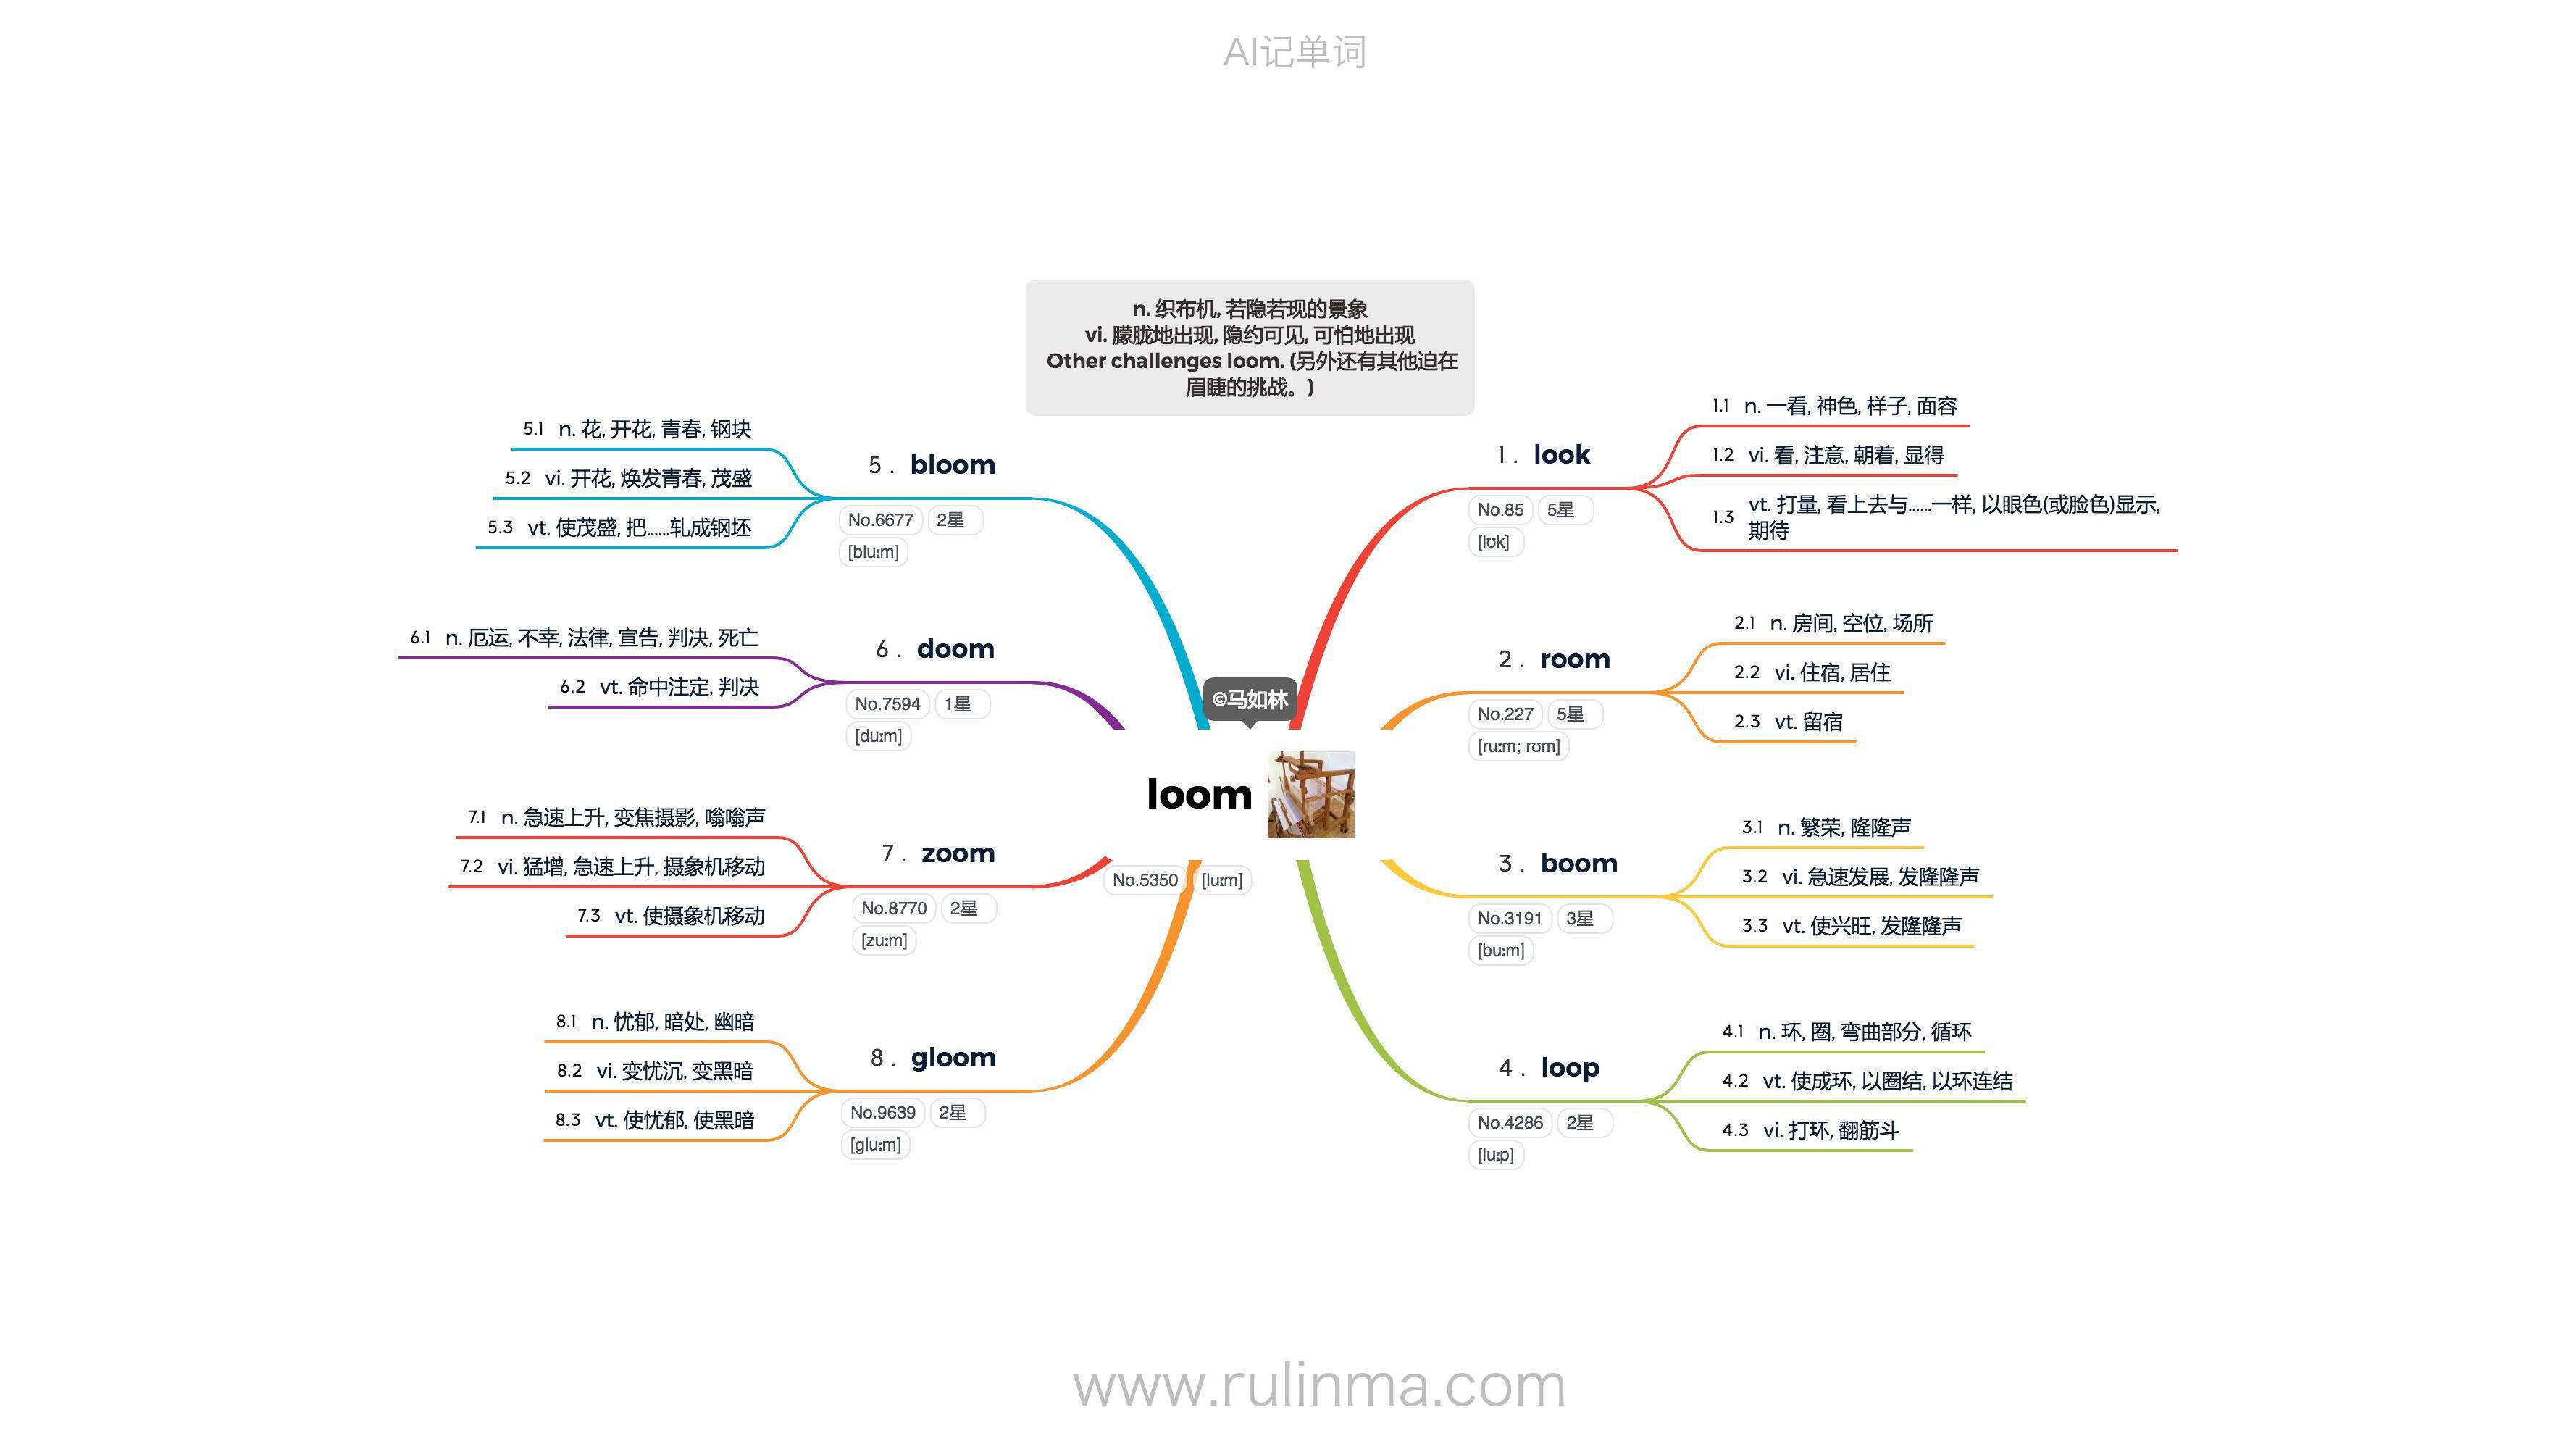 AI记单词
n. 织布机, 若隐若现的景象
vi. 朦胧地出现, 隐约可见, 可怕地出现
Other challenges loom. (另外还有其他迫在
眉睫的挑战。)
©马如林
loom
No.5350 [luːm]
1 . look
No.85 5星
[lʊk]
1.1 n. 一看, 神色, 样子, 面容
1.2 vi. 看, 注意, 朝着, 显得
1.3 vt. 打量, 看上去与……一样, 以眼色(或脸色)显示,
期待
2 . room
No.227 5星
[ruːm; rʊm]
2.1 n. 房间, 空位, 场所
2.2 vi. 住宿, 居住
2.3 vt. 留宿
3 . boom
No.3191 3星
[buːm]
3.1 n. 繁荣, 隆隆声
3.2 vi. 急速发展, 发隆隆声
3.3 vt. 使兴旺, 发隆隆声
4 . loop
No.4286 2星
[luːp]
4.1 n. 环, 圈, 弯曲部分, 循环
4.2 vt. 使成环, 以圈结, 以环连结
4.3 vi. 打环, 翻筋斗
5 . bloom
No.6677 2星
[bluːm]
5.1 n. 花, 开花, 青春, 钢块
5.2 vi. 开花, 焕发青春, 茂盛
5.3 vt. 使茂盛, 把……轧成钢坯
6 . doom
No.7594 1星
[duːm]
6.1 n. 厄运, 不幸, 法律, 宣告, 判决, 死亡
6.2 vt. 命中注定, 判决
7 . zoom
No.8770 2星
[zuːm]
7.1 n. 急速上升, 变焦摄影, 嗡嗡声
7.2 vi. 猛增, 急速上升, 摄象机移动
7.3 vt. 使摄象机移动
8 . gloom
No.9639 2星
[gluːm]
8.1 n. 忧郁, 暗处, 幽暗
8.2 vi. 变忧沉, 变黑暗
8.3 vt. 使忧郁, 使黑暗
www.rulinma.com